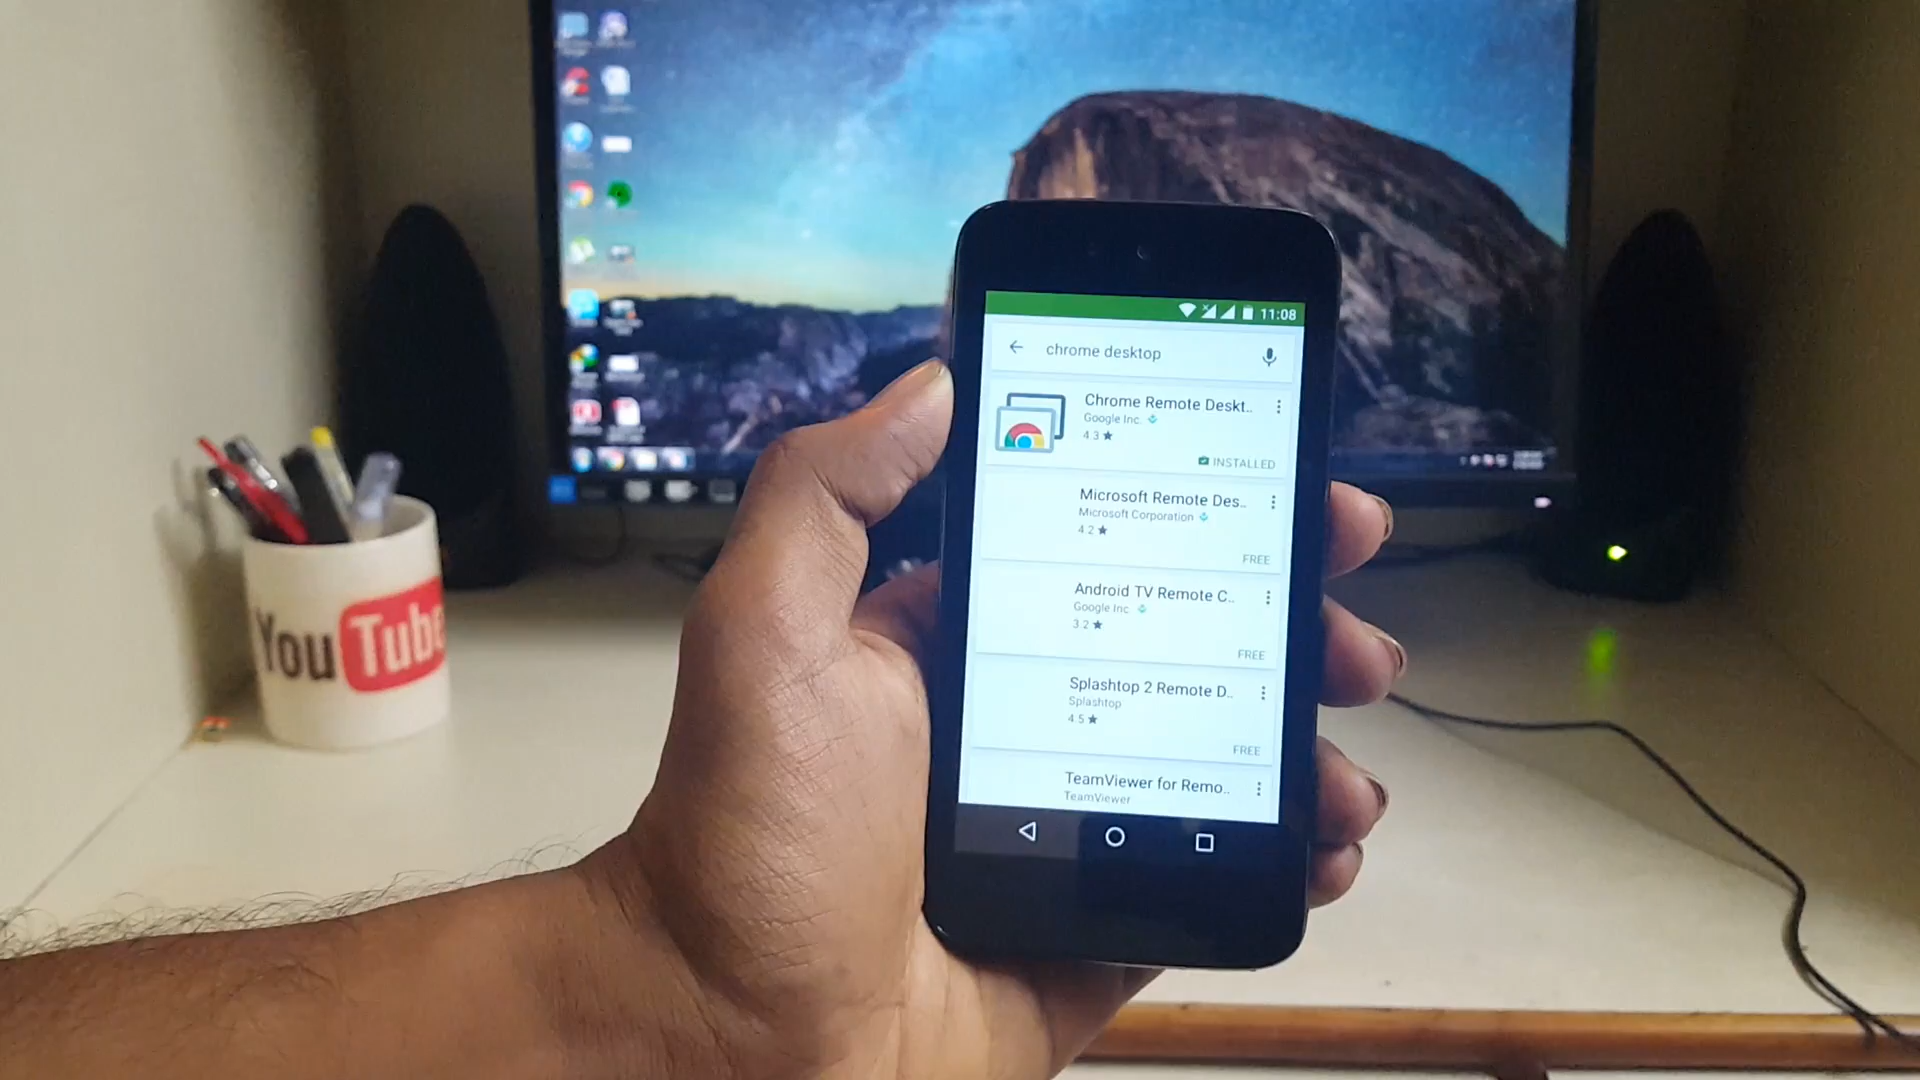 11:08
chrome desktop
Chrome Remote Deskt..
Google Inc.
4.3★
INSTALLED
Microsoft Remote Des..
Microsoft Corporation
4.2★
FREE
Android TV Remote C..
Google Inc.
3.2★
FREE
Splashtop 2 Remote D..
Splashtop
4.5★
FREE
TeamViewer for Remo..
TeamViewer
YouTube